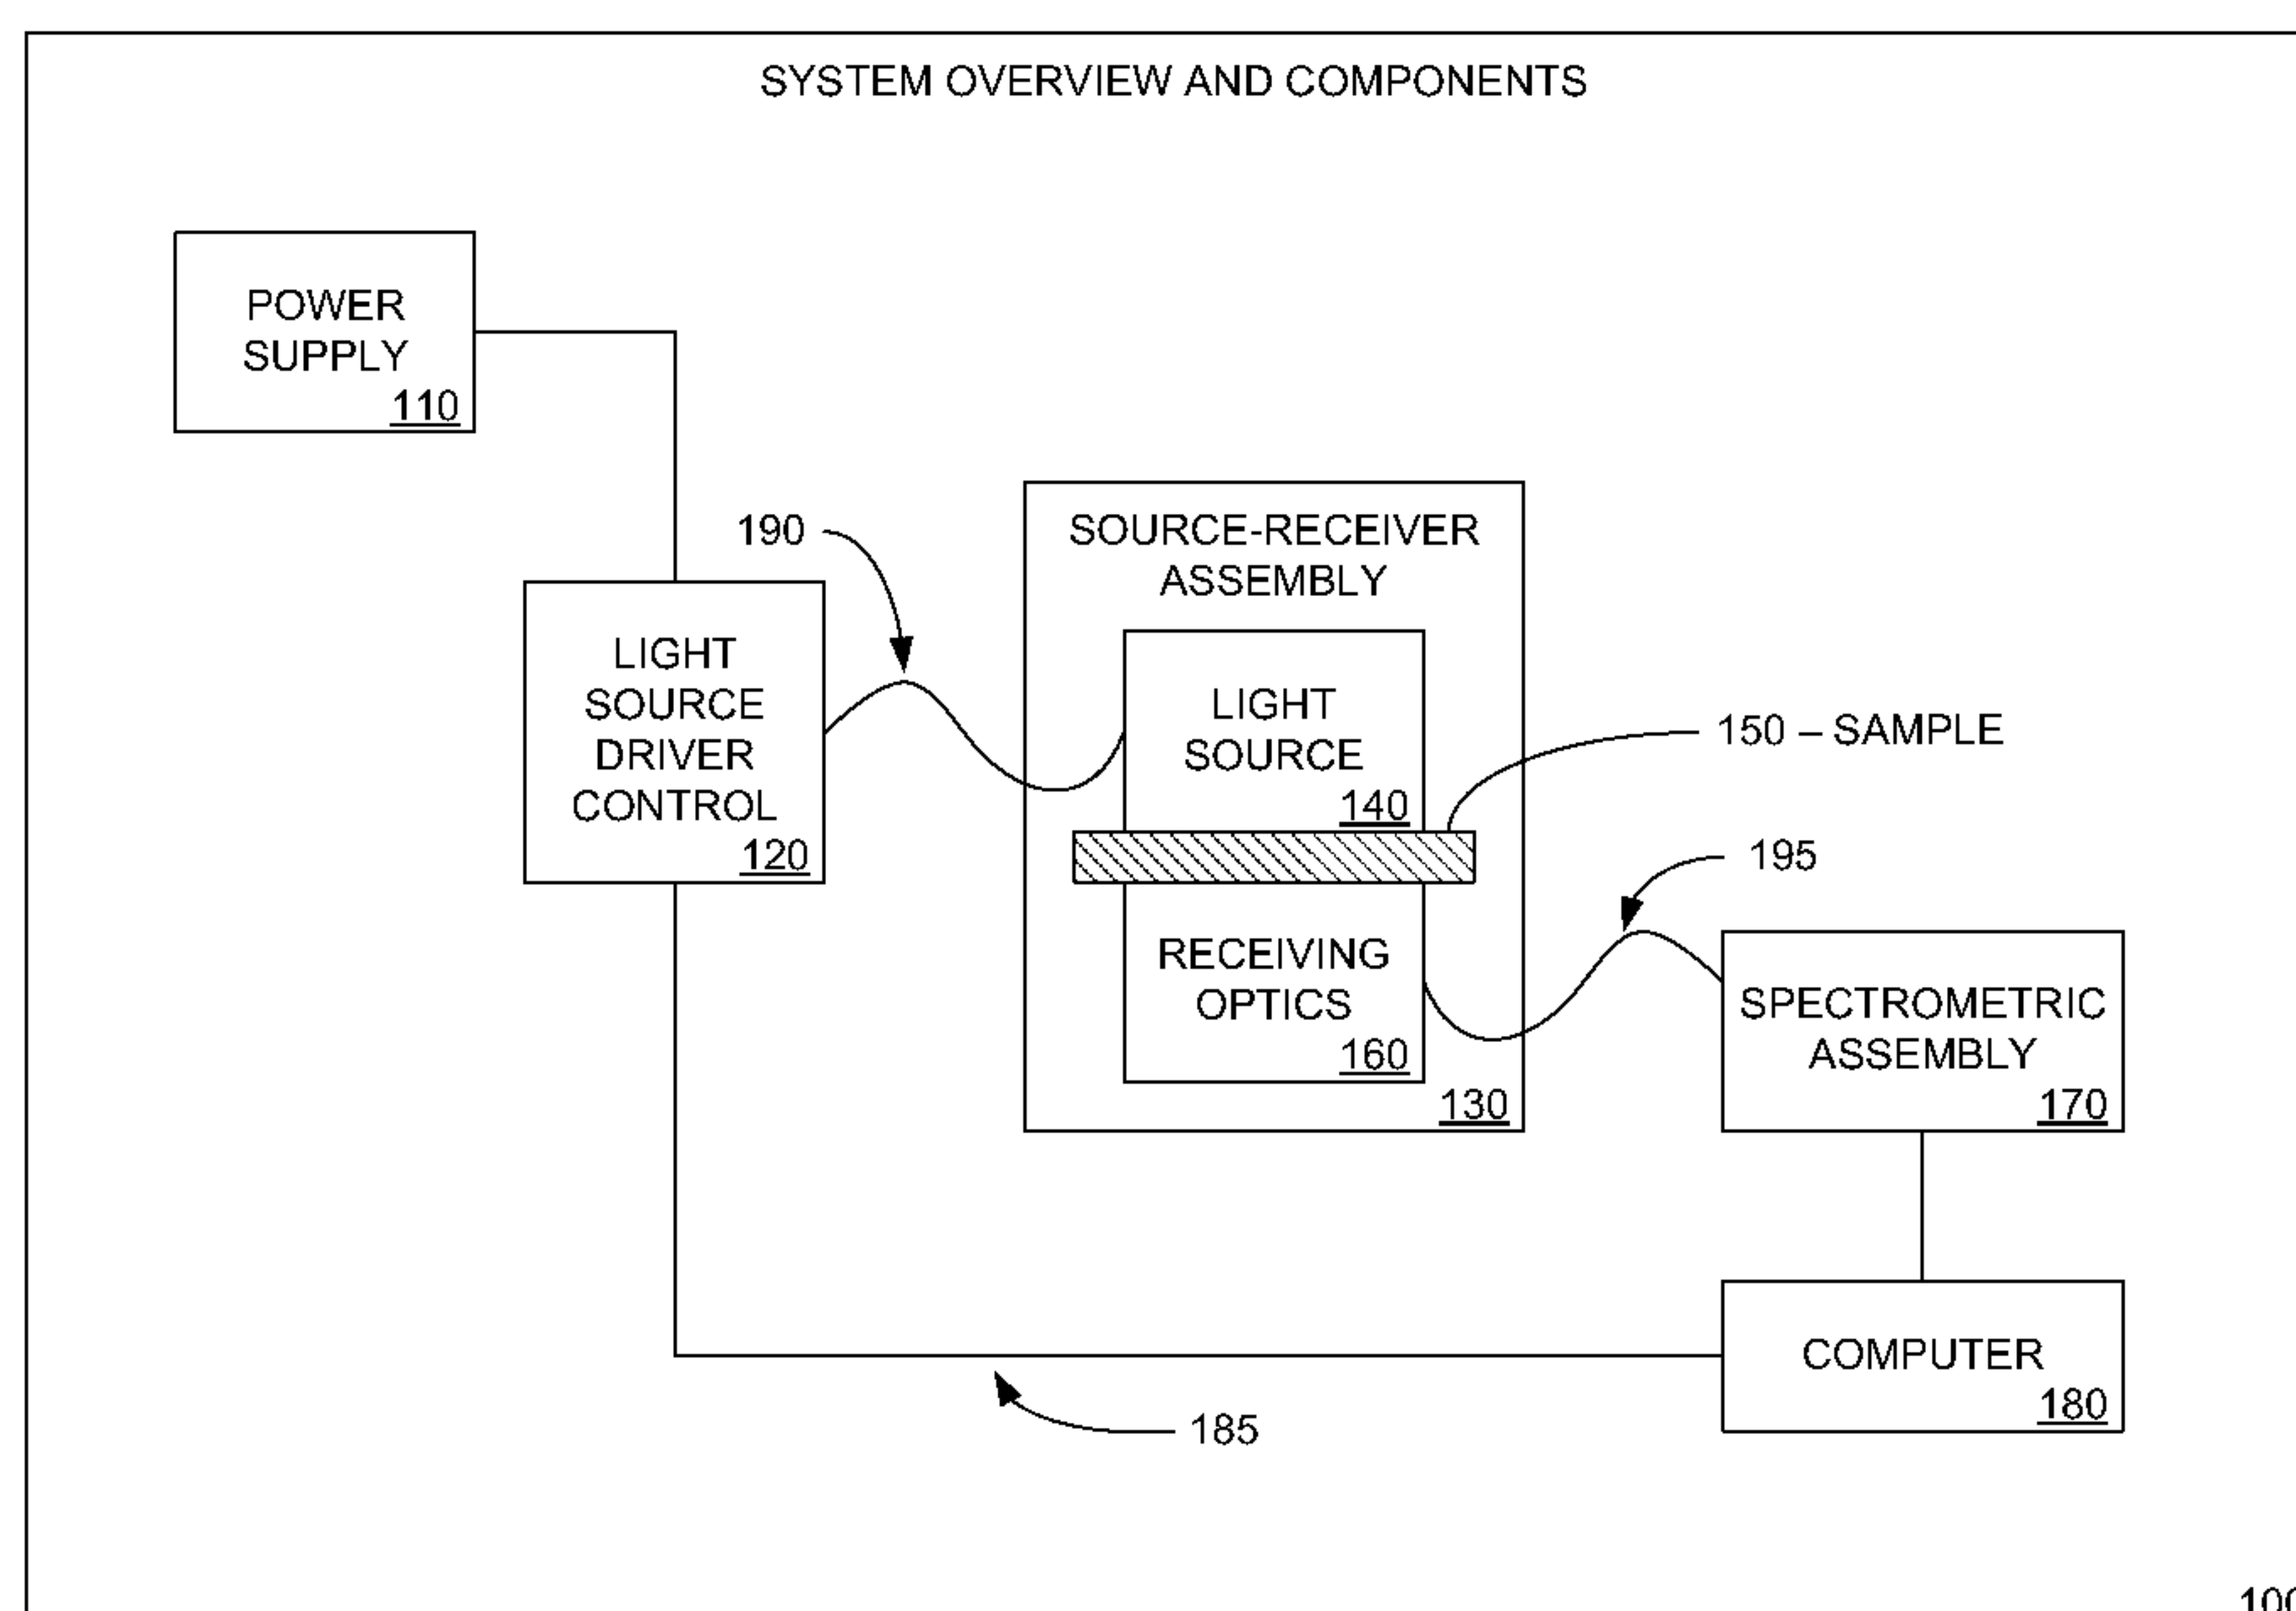 SYSTEM OVERVIEW AND COMPONENTS
POWER
SUPPLY
110
190
SOURCE-RECEIVER
ASSEMBLY
LIGHT
SOURCE
DRIVER
CONTROL
120
LIGHT
SOURCE
140
150 – SAMPLE
195
RECEIVING
OPTICS
160
130
SPECTROMETRIC
ASSEMBLY
170
COMPUTER
180
185
100